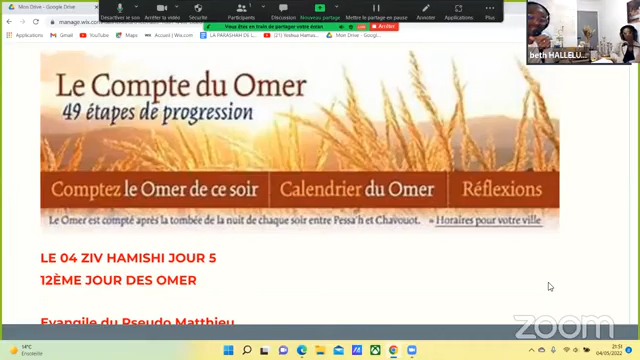 Mon Drive - Google Drive
manage.wix.com
Désactiver le son
Arrêter la vidéo
Sécurité
Participants
Discussion
Nouveau partage
Mettre le partage en pause
Annoter
Applications
Plus
Vous êtes en train de partager votre écran
Arrêter
Applications
Gmail
YouTube
Maps
Accueil | Wix.com
LA PARASHAH DE L
Mon Drive - Googl
beth HALLELU
Le Compte du Omer
49 étapes de progression
Comptez le Omer de ce soir
Calendrier du Omer
Réflexions
Le Omer est compté après la tombée de la nuit de chaque soir entre Pessa'h et Chavouot.
» Horaires pour votre ville
LE 04 ZIV HAMISHI JOUR 5
12ÈME JOUR DES OMER
Evangile du Pseudo Matthieu
zoom
14°C
Ensoleillé
21:51
04/05/2022